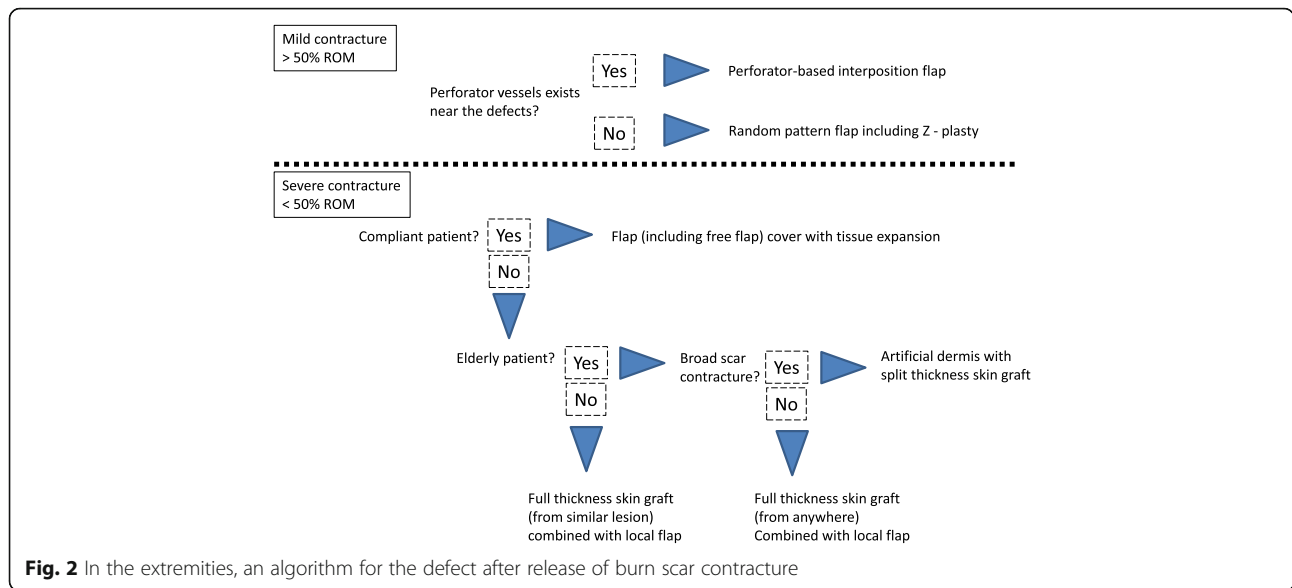 Mild contracture
> 50% ROM
Perforator vessels exists
near the defects?
Yes
Perforator-based interposition flap
No
Random pattern flap including Z - plasty
Severe contracture
< 50% ROM
Compliant patient?
Yes
Flap (including free flap) cover with tissue expansion
No
Elderly patient?
Yes
Broad scar
contracture?
Yes
Artificial dermis with
split thickness skin graft
No
No
Full thickness skin graft
(from similar lesion)
combined with local flap
Full thickness skin graft
(from anywhere)
Combined with local flap
Fig. 2 In the extremities, an algorithm for the defect after release of burn scar contracture